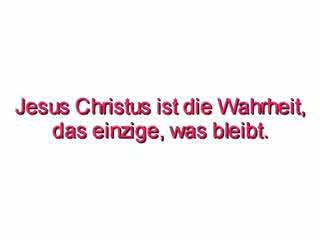 Jesus Christus ist die Wahrheit,
das einzige, was bleibt.